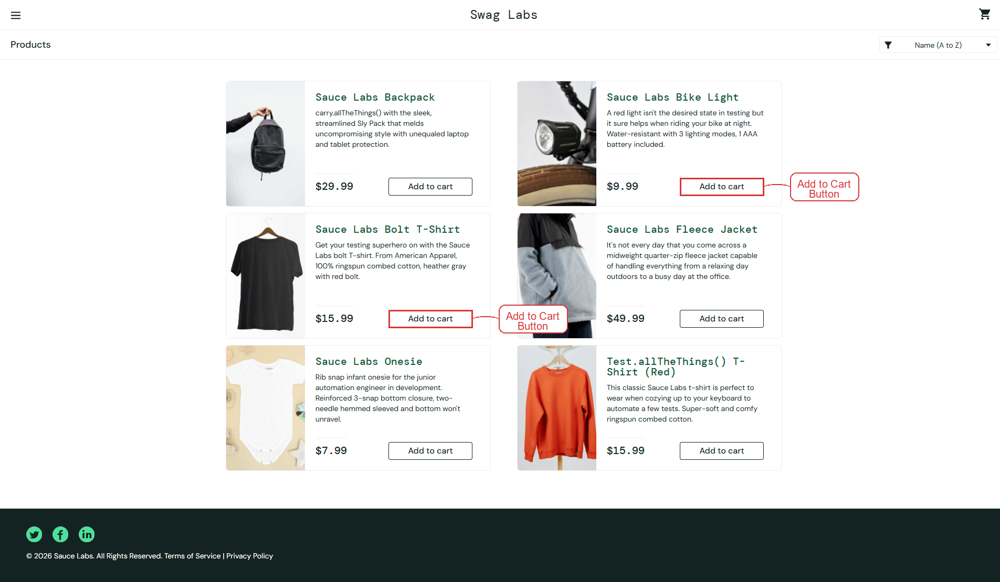 Swag Labs
Products
Name (A to Z)
Sauce Labs Backpack
carry.allTheThings() with the sleek,
streamlined Sly Pack that melds
uncompromising style with unequaled laptop
and tablet protection.
$29.99
Add to cart
Sauce Labs Bike Light
A red light isn't the desired state in testing but
it sure helps when riding your bike at night.
Water-resistant with 3 lighting modes, 1 AAA
battery included.
$9.99
Add to cart
Add to Cart
Button
Sauce Labs Bolt T-Shirt
Get your testing superhero on with the Sauce
Labs bolt T-shirt. From American Apparel,
100% ringspun combed cotton, heather gray
with red bolt.
$15.99
Add to cart
Add to Cart
Button
Sauce Labs Fleece Jacket
It's not every day that you come across a
midweight quarter-zip fleece jacket capable
of handling everything from a relaxing day
outdoors to a busy day at the office.
$49.99
Add to cart
Sauce Labs Onesie
Rib snap infant onesie for the junior
automation engineer in development.
Reinforced 3-snap bottom closure, two-
needle hemmed sleeved and bottom won't
unravel.
$7.99
Add to cart
Test.allTheThings() T-
Shirt (Red)
This classic Sauce Labs t-shirt is perfect to
wear when cozying up to your keyboard to
automate a few tests. Super-soft and comfy
ringspun combed cotton.
$15.99
Add to cart
© 2026 Sauce Labs. All Rights Reserved. Terms of Service | Privacy Policy